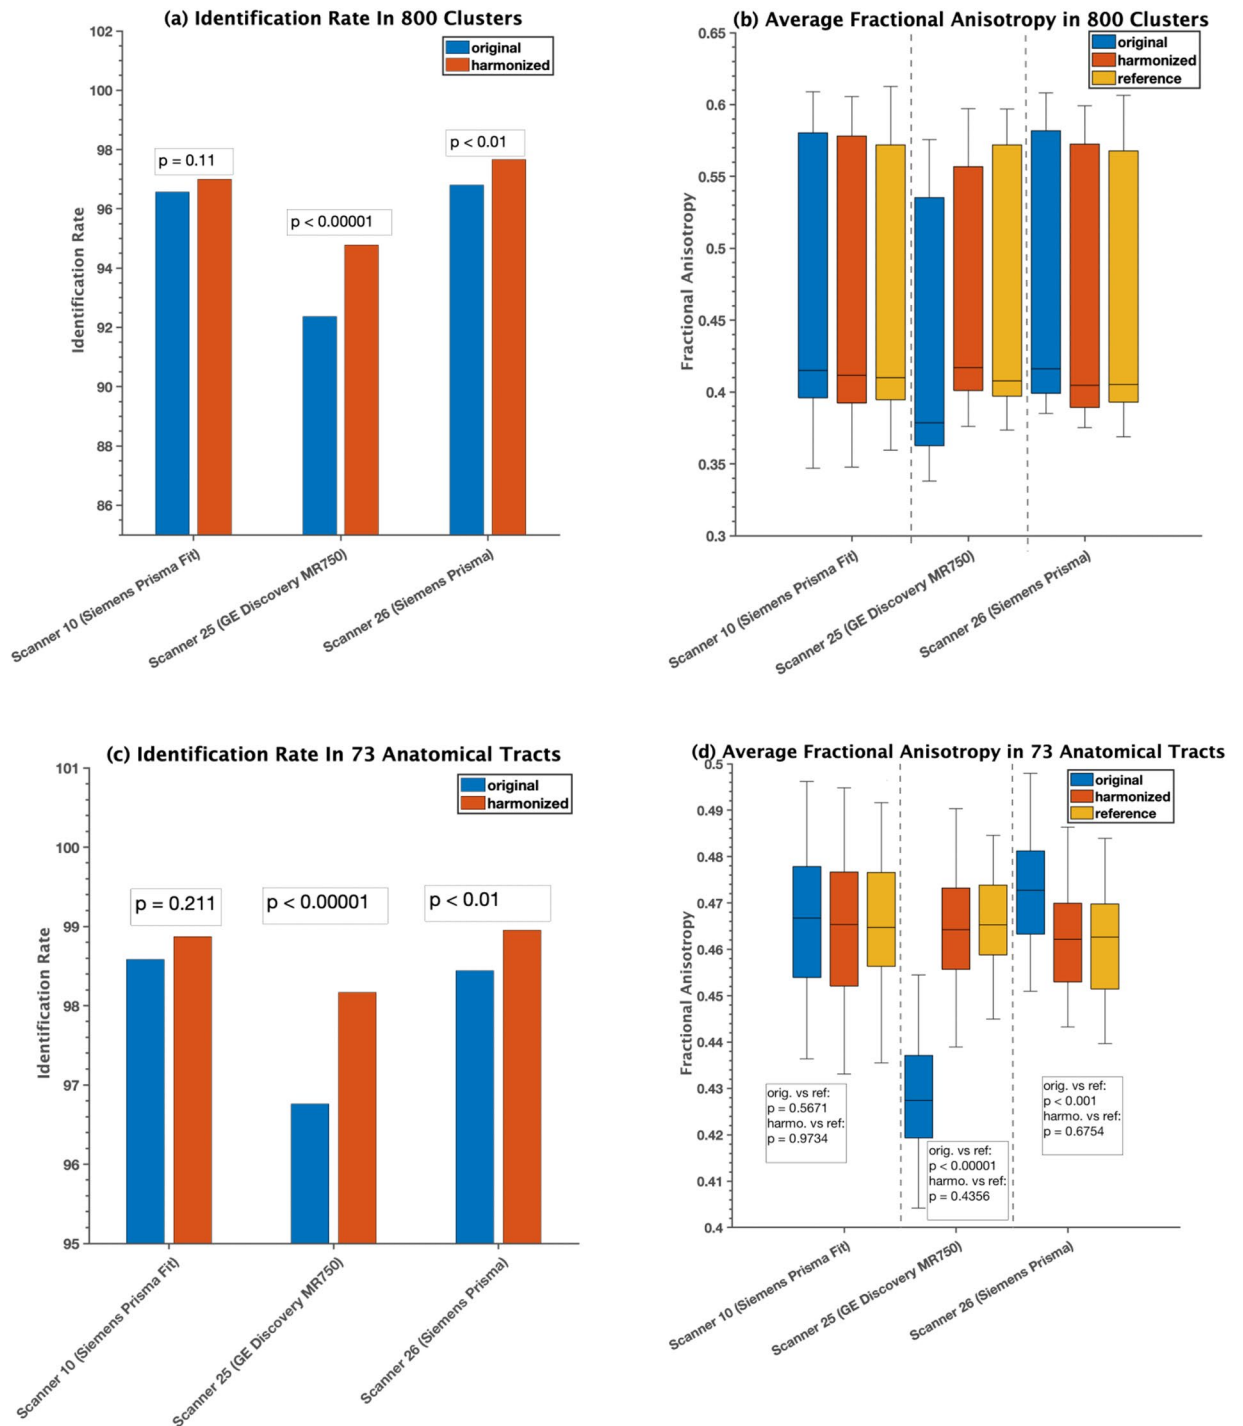 (a) Identification Rate In 800 Clusters
102
100
98
96
94
92
90
88
86
Identification Rate
original
harmonized
p = 0.11
p < 0.00001
p < 0.01
Scanner 10 (Siemens Prisma Fit)
Scanner 25 (GE Discovery MR750)
Scanner 26 (Siemens Prisma)
(b) Average Fractional Anisotropy in 800 Clusters
0.65
0.6
0.55
0.5
0.45
0.4
0.35
0.3
Fractional Anisotropy
original
harmonized
reference
Scanner 10 (Siemens Prisma Fit)
Scanner 25 (GE Discovery MR750)
Scanner 26 (Siemens Prisma)
(c) Identification Rate In 73 Anatomical Tracts
101
100
99
98
97
96
95
Identification Rate
original
harmonized
p = 0.211
p < 0.00001
p < 0.01
Scanner 10 (Siemens Prisma Fit)
Scanner 25 (GE Discovery MR750)
Scanner 26 (Siemens Prisma)
(d) Average Fractional Anisotropy in 73 Anatomical Tracts
0.5
0.49
0.48
0.47
0.46
0.45
0.44
0.43
0.42
0.41
0.4
Fractional Anisotropy
original
harmonized
reference
orig. vs ref:
p = 0.5671
harmo. vs ref:
p = 0.9734
orig. vs ref:
p < 0.00001
harmo. vs ref:
p = 0.4356
orig. vs ref:
p < 0.001
harmo. vs ref:
p = 0.6754
Scanner 10 (Siemens Prisma Fit)
Scanner 25 (GE Discovery MR750)
Scanner 26 (Siemens Prisma)